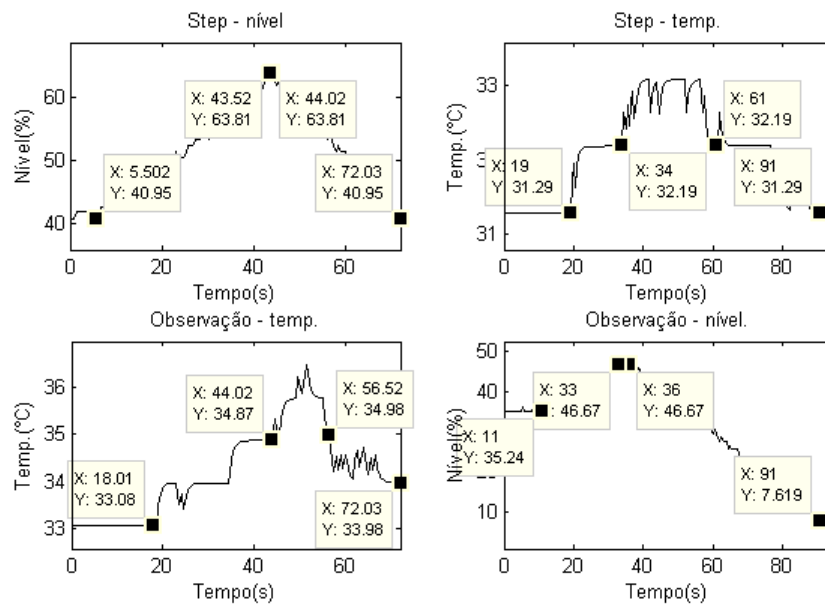 Step - nível
Nível(%)
60
50
40
X: 43.52
Y: 63.81
X: 44.02
Y: 63.81
X: 5.502
Y: 40.95
X: 72.03
Y: 40.95
0
20
40
60
Tempo(s)
Step - temp.
Temp.(°C)
33
31
X: 61
Y: 32.19
X: 19
Y: 31.29
X: 34
Y: 32.19
X: 91
Y: 31.29
0
20
40
60
80
Tempo(s)
Observação - temp.
Temp.(°C)
36
35
34
33
X: 44.02
Y: 34.87
X: 56.52
Y: 34.98
X: 18.01
Y: 33.08
X: 72.03
Y: 33.98
0
20
40
60
Tempo(s)
Observação - nível.
Nível(%)
50
40
10
X: 33
: 46.67
X: 36
Y: 46.67
X: 11
Y: 35.24
X: 91
Y: 7.619
0
20
40
60
80
Tempo(s)